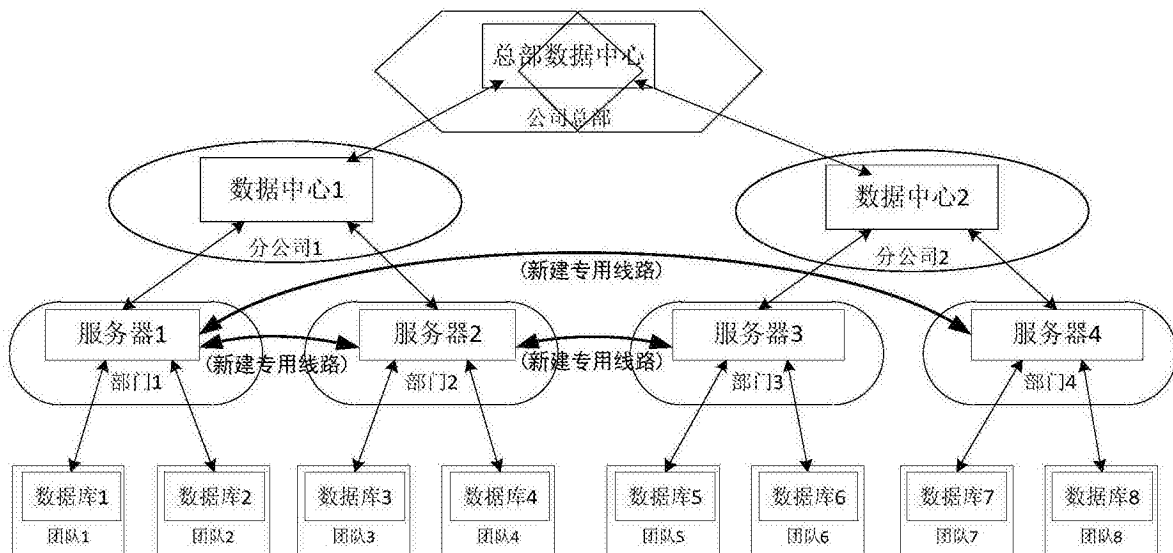 总部数据中心
公司总部
数据中心1
分公司1
数据中心2
分公司2
(新建专用线路)
服务器1
部门1
(新建专用线路)
服务器2
部门2
(新建专用线路)
服务器3
部门3
服务器4
部门4
数据库1
团队1
数据库2
团队2
数据库3
团队3
数据库4
团队4
数据库5
团队5
数据库6
团队6
数据库7
团队7
数据库8
团队8